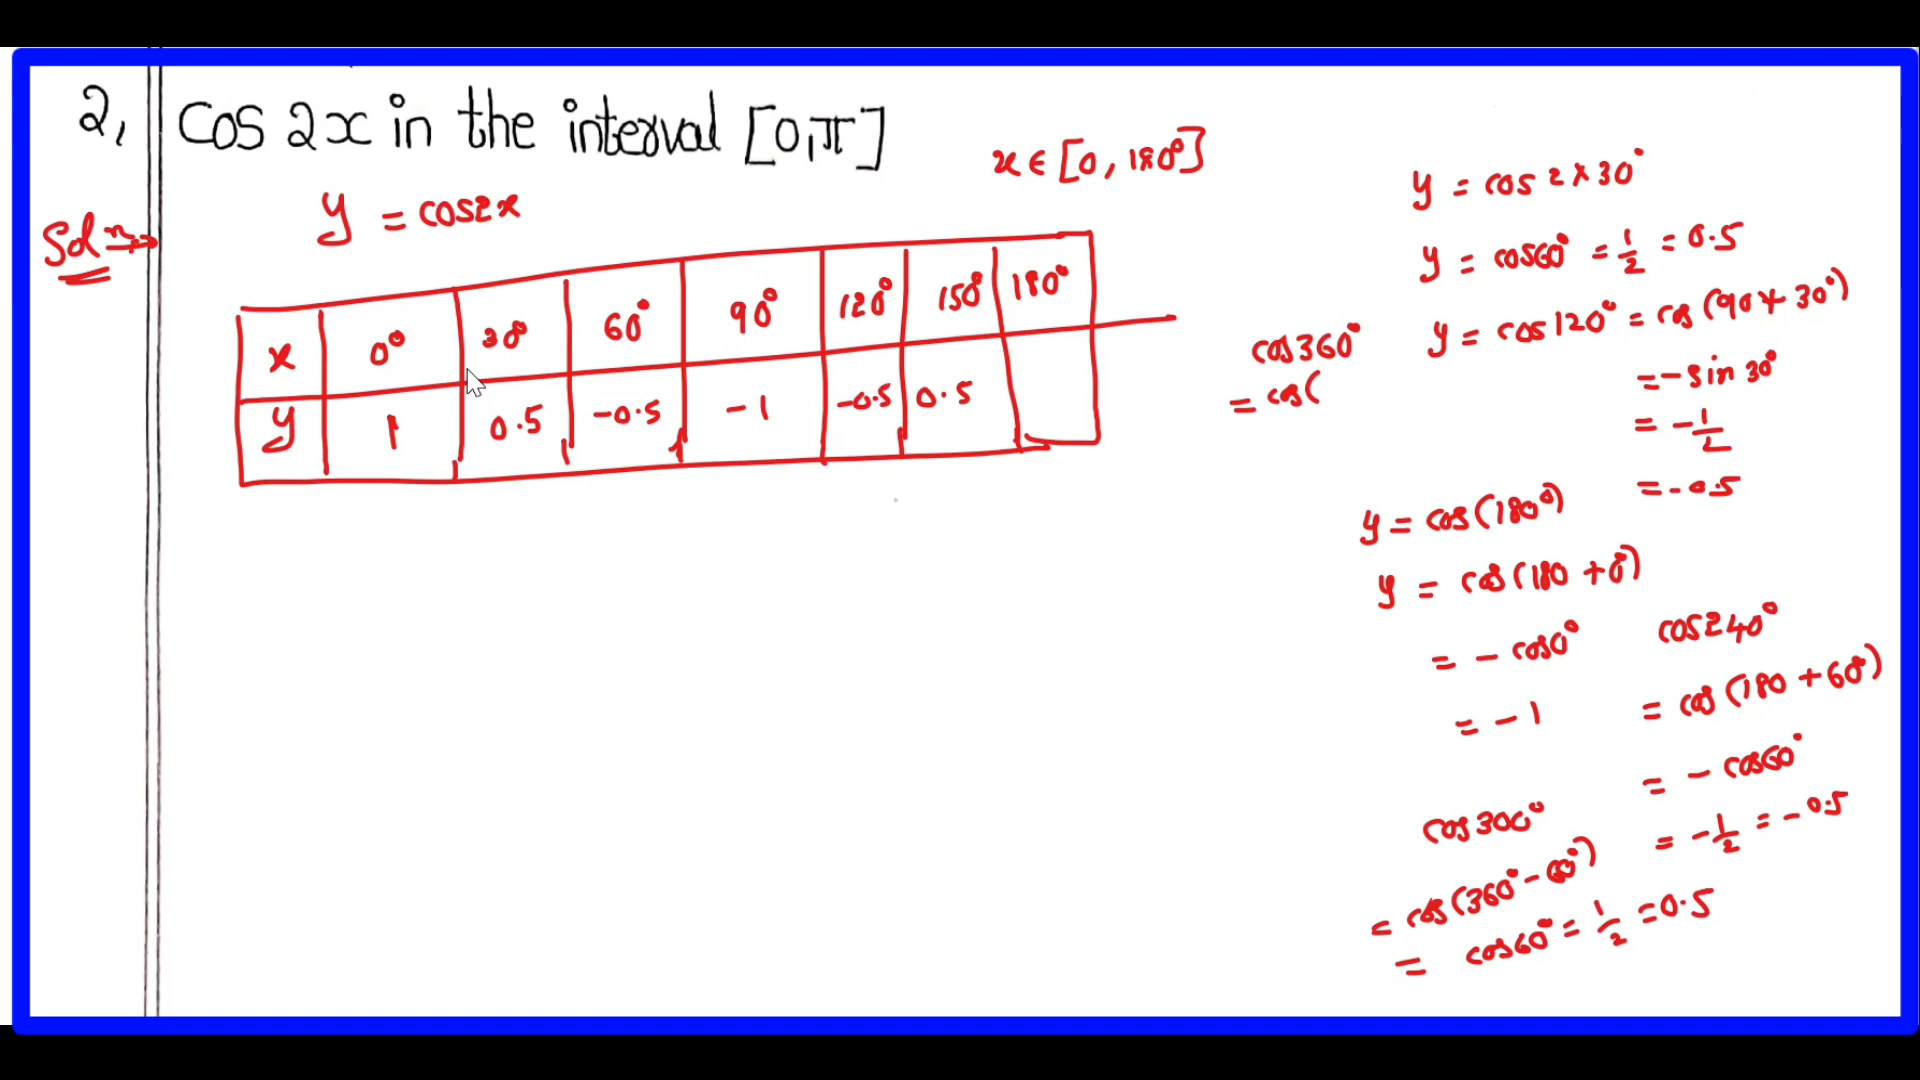 2, cos 2x in the interval [0,π]
x ∈ [0, 180°]
Soln⇒
y = cos2x
x 0° 30° 60° 90° 120° 150° 180°
y 1 0.5 -0.5 -1 -0.5 0.5
cos360°
= cos(
y = cos 2×30°
y = cos60° = 1/2 = 0.5
y = cos120° = cos(90+30°)
= - sin 30°
= - 1/2
= -0.5
y = cos(180°)
y = cos(180 + 0°)
= - cos0°
= -1
cos240°
= cos(180 + 60°)
= - cos60°
= - 1/2 = -0.5
cos300°
= cos(360° - 60°)
= cos60° = 1/2 = 0.5